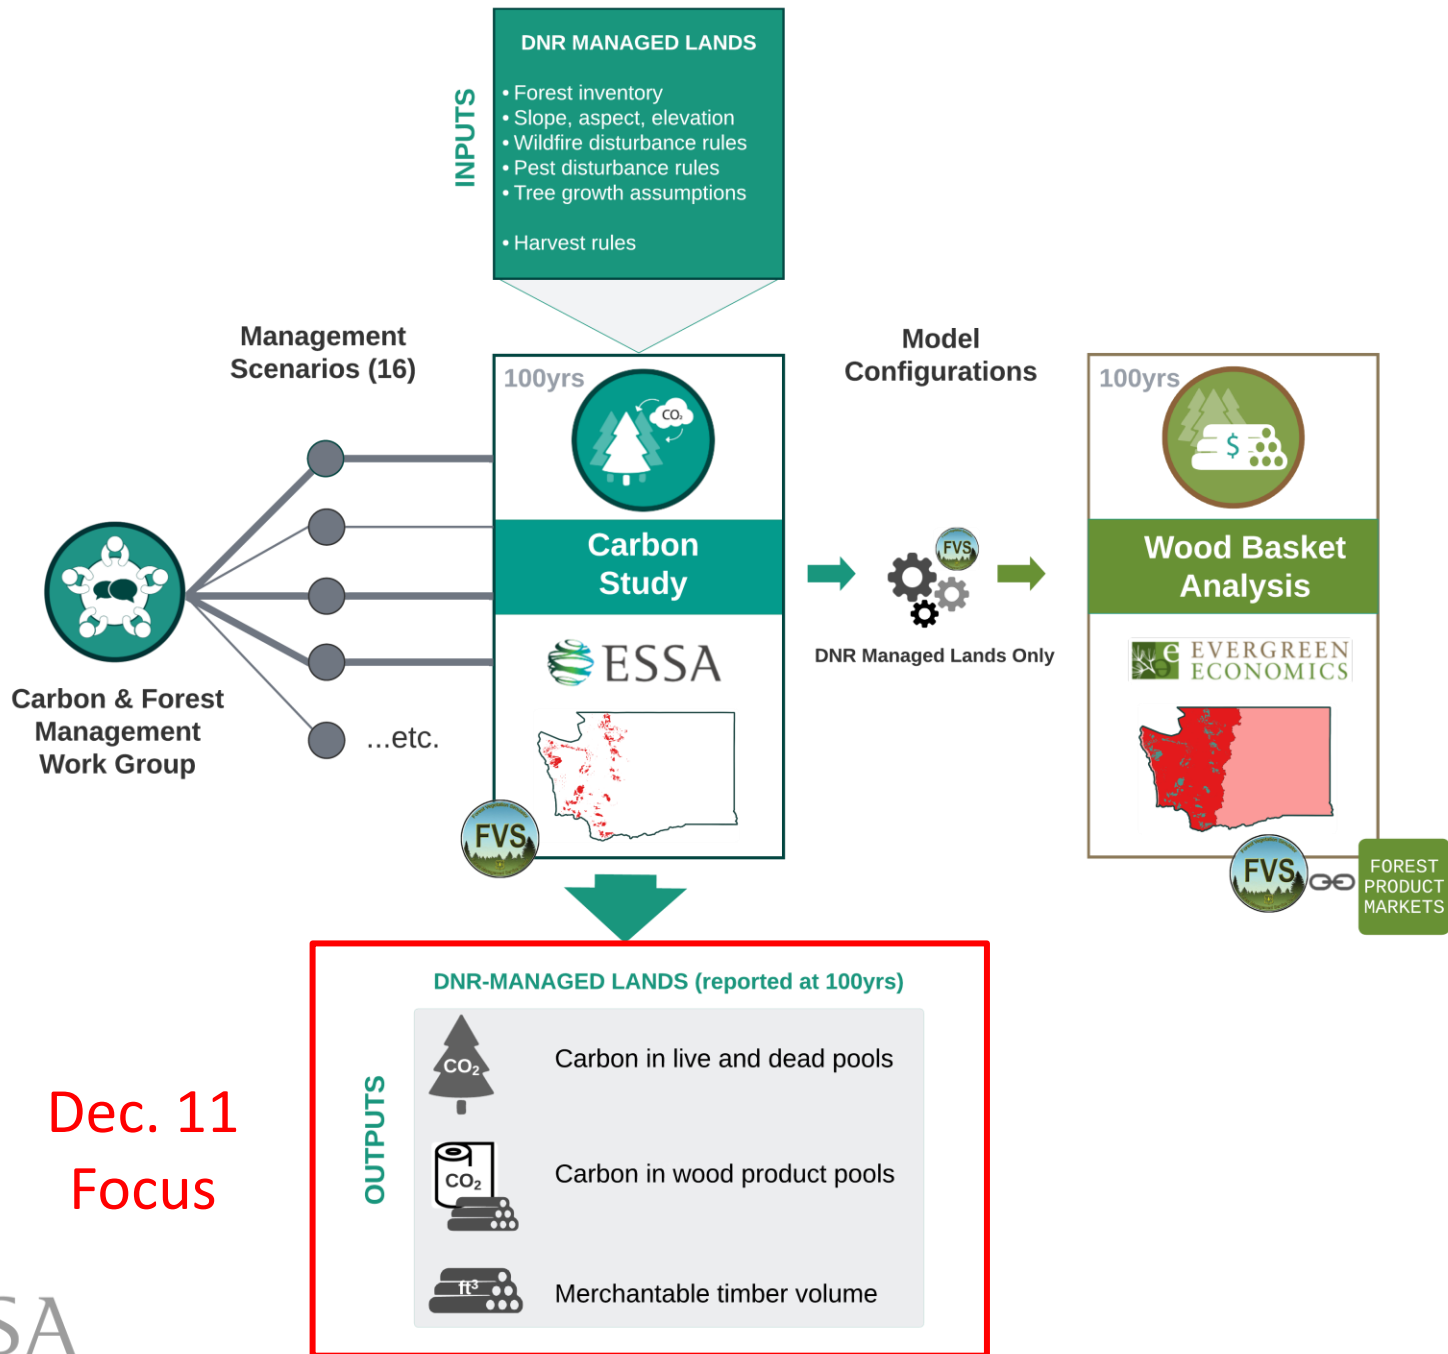 DNR MANAGED LANDS
INPUTS
• Forest inventory
• Slope, aspect, elevation
• Wildfire disturbance rules
• Pest disturbance rules
• Tree growth assumptions
• Harvest rules
Management
Scenarios (16)
Carbon & Forest
Management
Work Group
...etc.
100yrs
CO₂
Carbon
Study
ESSA
FVS
Model
Configurations
FVS
DNR Managed Lands Only
100yrs
$
Wood Basket
Analysis
e
EVERGREEN
ECONOMICS
FVS
FOREST
PRODUCT
MARKETS
Dec. 11
Focus
DNR-MANAGED LANDS (reported at 100yrs)
OUTPUTS
CO₂
Carbon in live and dead pools
CO₂
Carbon in wood product pools
ft³
Merchantable timber volume
SA